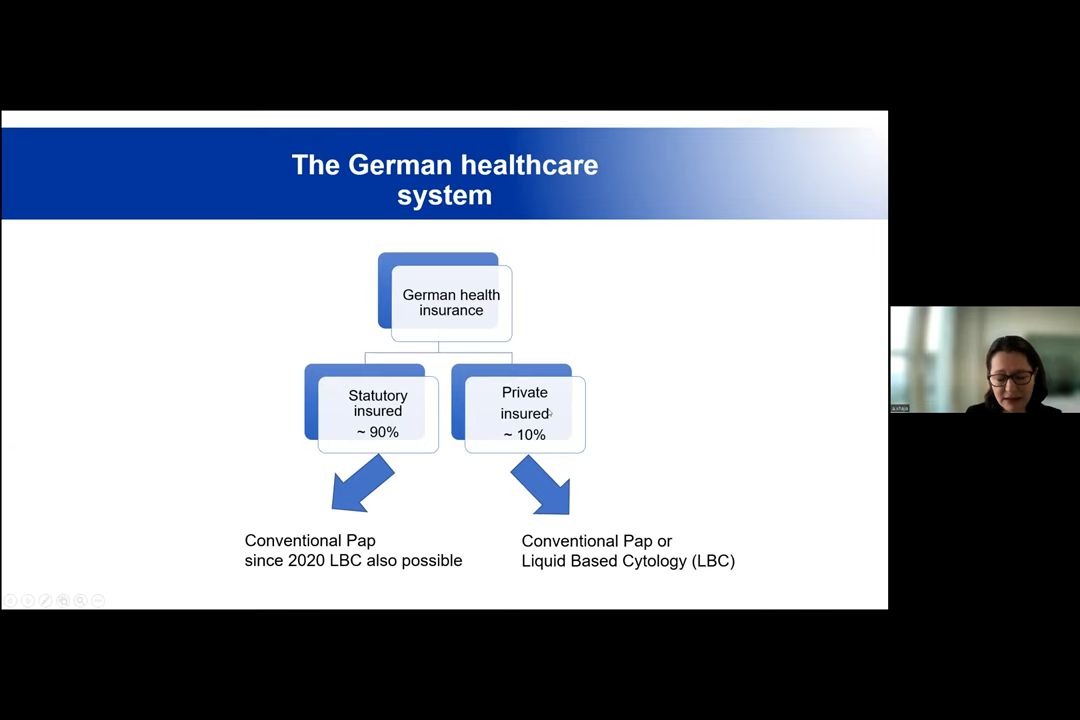 The German healthcare
system
German health
insurance
Statutory
insured
~ 90%
Private
insured
~ 10%
Conventional Pap
since 2020 LBC also possible
Conventional Pap or
Liquid Based Cytology (LBC)